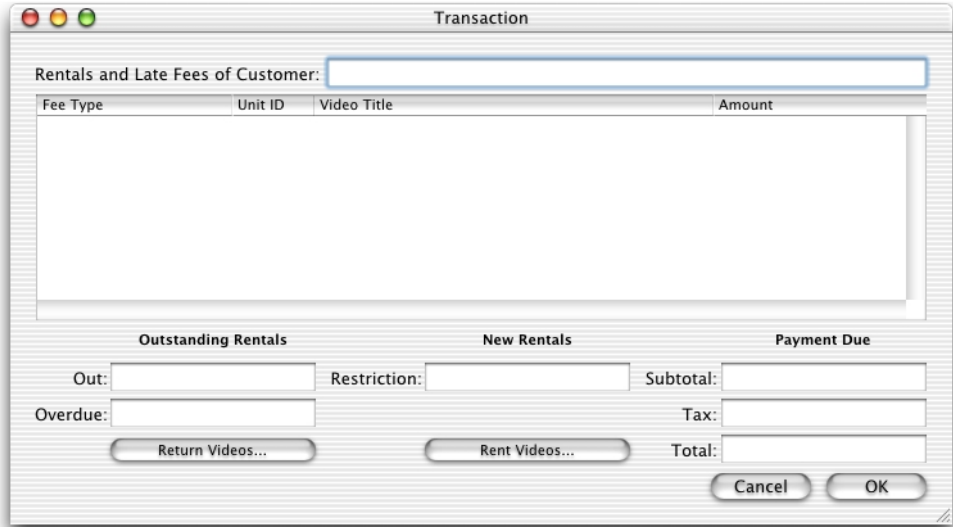 Transaction
Rentals and Late Fees of Customer:
Fee Type Unit ID Video Title Amount
Outstanding Rentals New Rentals Payment Due
Out: Restriction: Subtotal:
Overdue: Tax:
Return Videos... Rent Videos... Total:
Cancel OK